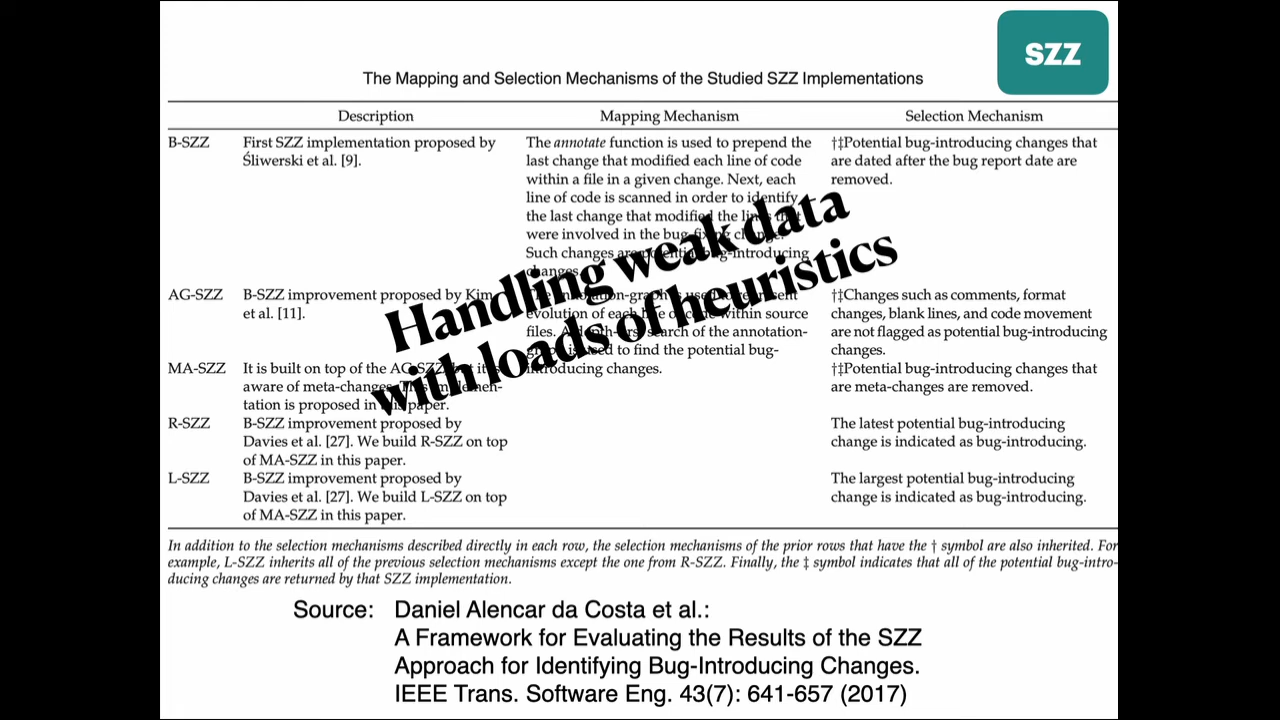 SZZ
The Mapping and Selection Mechanisms of the Studied SZZ Implementations
Description Mapping Mechanism Selection Mechanism
B-SZZ
First SZZ implementation proposed by
Śliwerski et al. [9].
The annotate function is used to prepend the
last change that modified each line of code
within a file in a given change. Next, each
line of code is scanned in order to identify
the last change that modified the
were involved in the
Such changes
changes
††Potential bug-introducing changes that
are dated after the bug report date are
removed.
AG-SZZ
B-SZZ improvement proposed by Kim
et al. [11].
evolution of each
within source
files.
search of the annotation-
used to find the potential bug-
introducing changes.
†‡Changes such as comments, format
changes, blank lines, and code movement
are not flagged as potential bug-introducing
changes.
MA-SZZ
It is built on top of the
aware of meta-changes
tation is proposed in
paper.
†‡Potential bug-introducing changes that
are meta-changes are removed.
R-SZZ
B-SZZ improvement proposed by
Davies et al. [27]. We build R-SZZ on top
of MA-SZZ in this paper.
The latest potential bug-introducing
change is indicated as bug-introducing.
L-SZZ
B-SZZ improvement proposed by
Davies et al. [27]. We build L-SZZ on top
of MA-SZZ in this paper.
The largest potential bug-introducing
change is indicated as bug-introducing.
Handling weak data
with loads of heuristics
In addition to the selection mechanisms described directly in each row, the selection mechanisms of the prior rows that have the † symbol are also inherited. For
example, L-SZZ inherits all of the previous selection mechanisms except the one from R-SZZ. Finally, the ‡ symbol indicates that all of the potential bug-intro-
ducing changes are returned by that SZZ implementation.
Source: Daniel Alencar da Costa et al.:
A Framework for Evaluating the Results of the SZZ
Approach for Identifying Bug-Introducing Changes.
IEEE Trans. Software Eng. 43(7): 641-657 (2017)